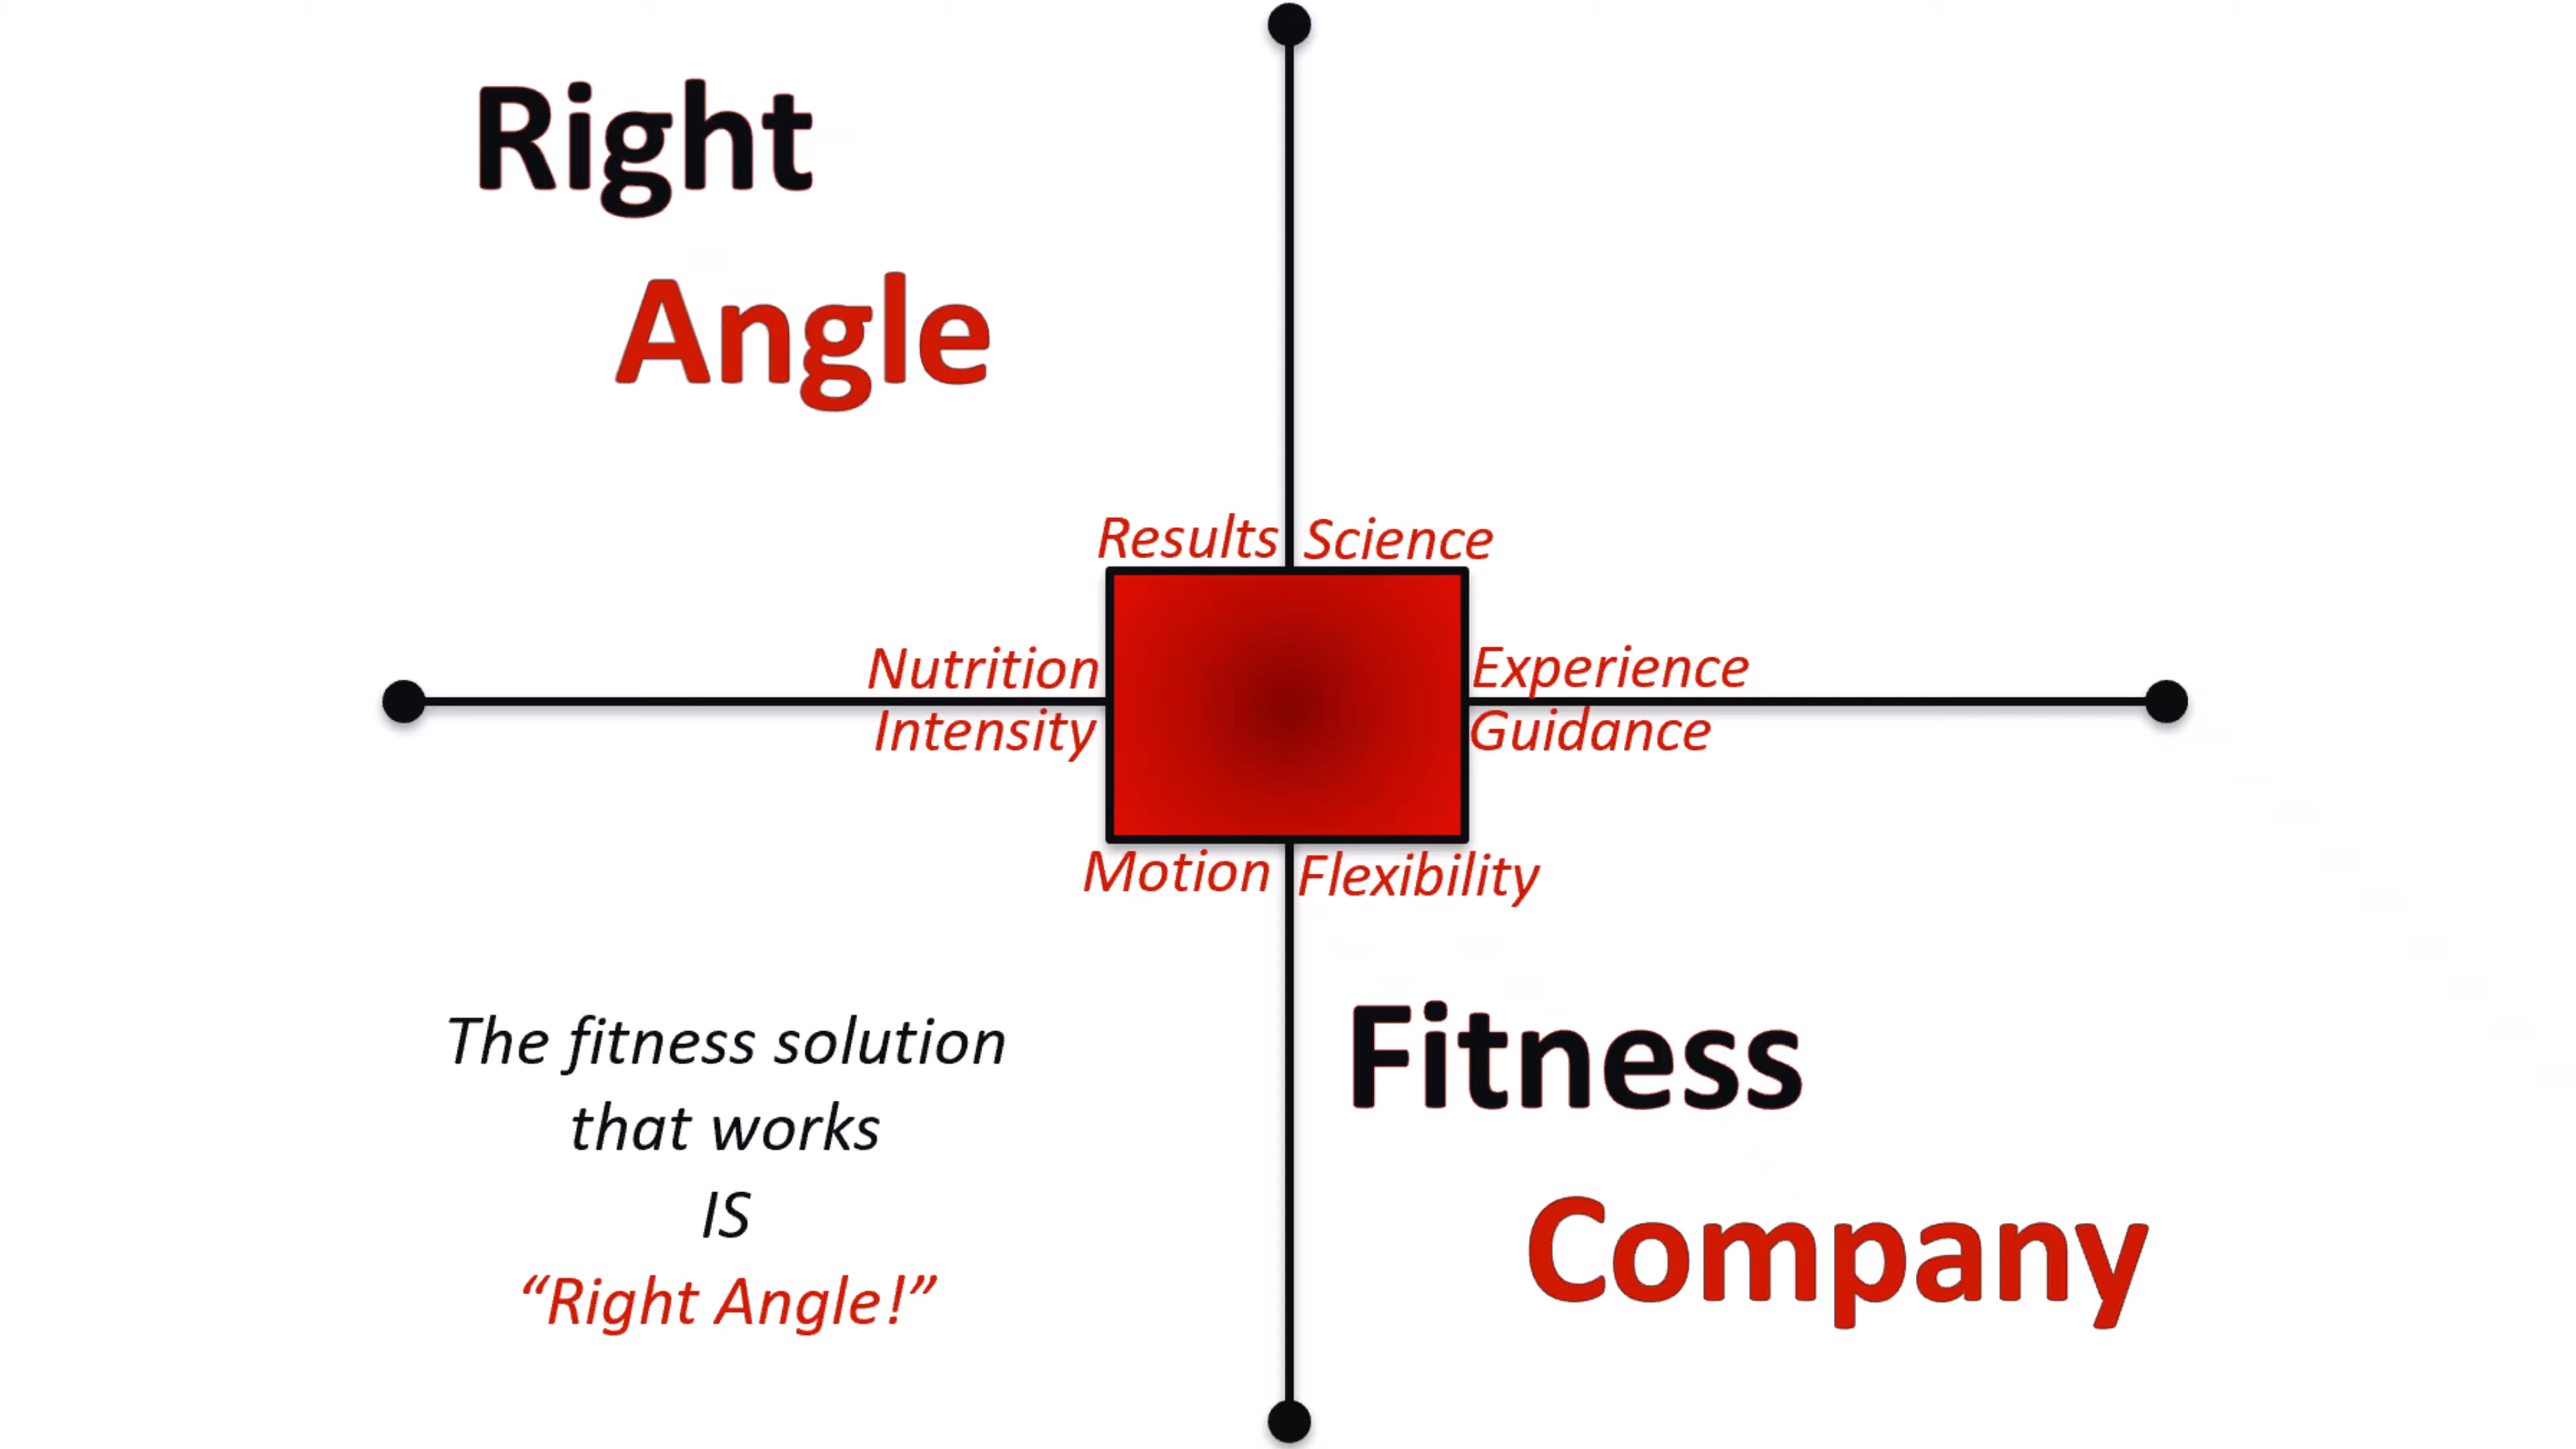 Right
Angle
Results Science
Nutrition Experience
Intensity Guidance
Motion Flexibility
The fitness solution
that works
IS
“Right Angle!”
Fitness
Company